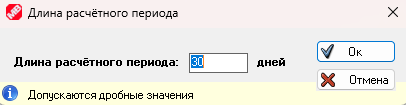 Длина расчётного периода
Длина расчётного периода: 30 дней
Ок
Отмена
Допускаются дробные значения